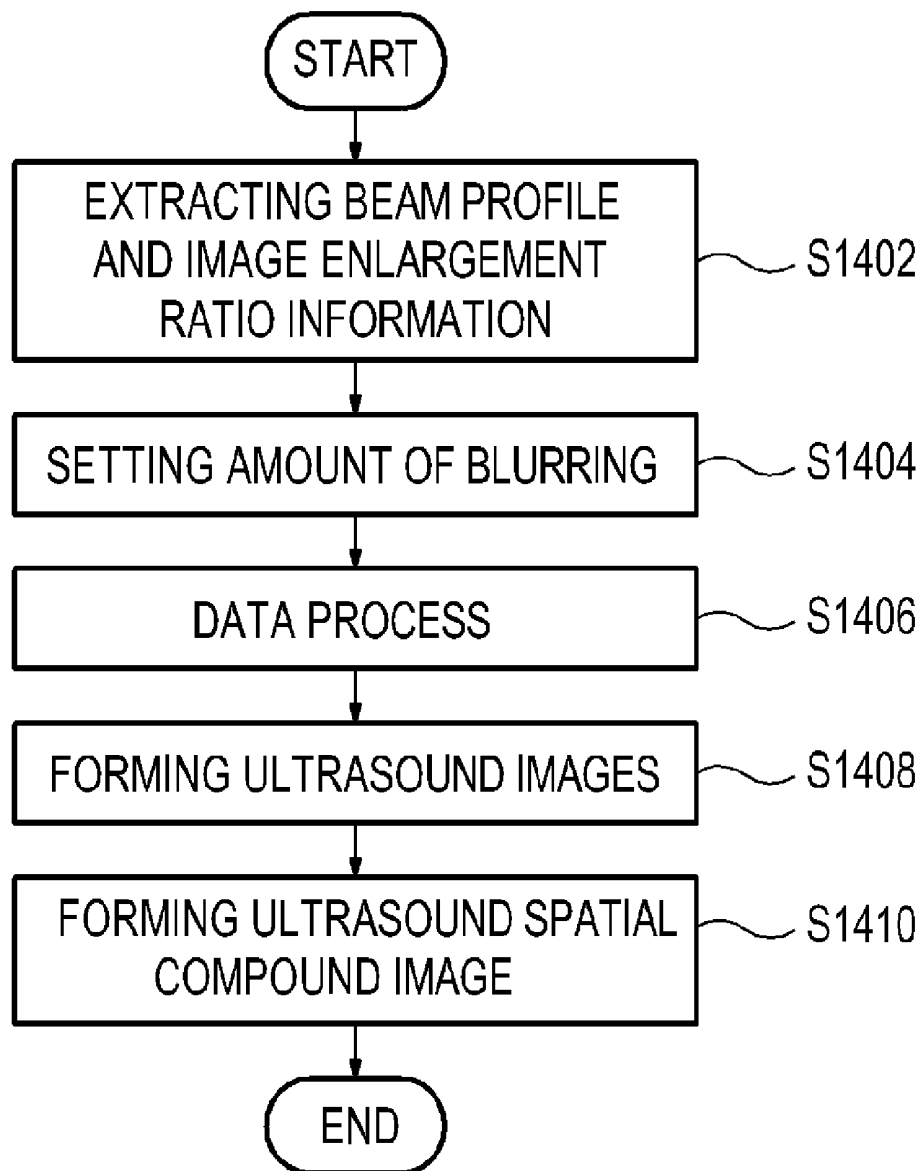 START
EXTRACTING BEAM PROFILE
AND IMAGE ENLARGEMENT
RATIO INFORMATION
S1402
SETTING AMOUNT OF BLURRING
S1404
DATA PROCESS
S1406
FORMING ULTRASOUND IMAGES
S1408
FORMING ULTRASOUND SPATIAL
COMPOUND IMAGE
S1410
END